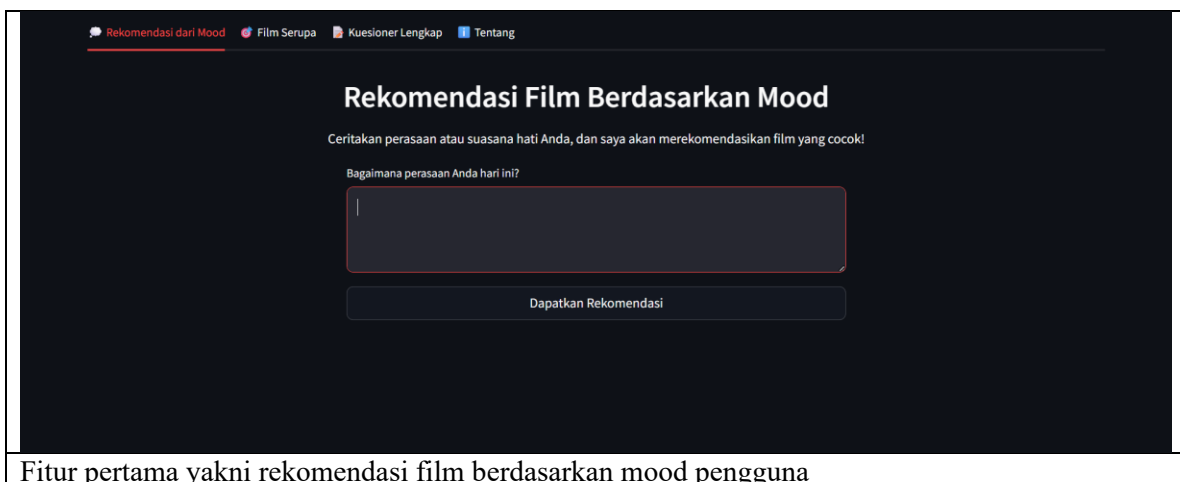 Rekomendasi dari Mood Film Serupa Kuesioner Lengkap Tentang
Rekomendasi Film Berdasarkan Mood
Ceritakan perasaan atau suasana hati Anda, dan saya akan merekomendasikan film yang cocok!
Bagaimana perasaan Anda hari ini?
Dapatkan Rekomendasi
Fitur pertama yakni rekomendasi film berdasarkan mood pengguna